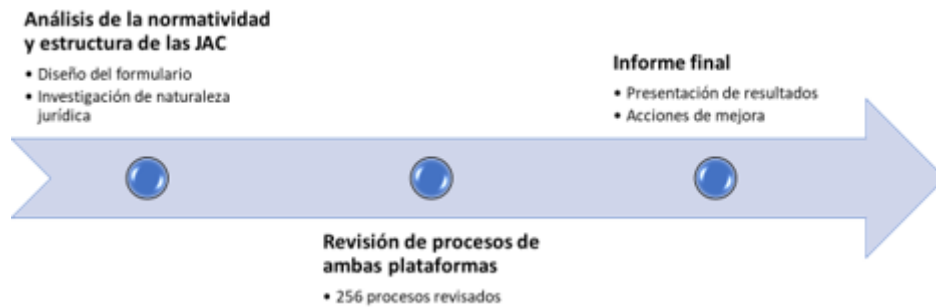 Análisis de la normatividad
y estructura de las JAC
• Diseño del formulario
• Investigación de naturaleza
jurídica
Revisión de procesos de
ambas plataformas
• 256 procesos revisados
Informe final
• Presentación de resultados
• Acciones de mejora